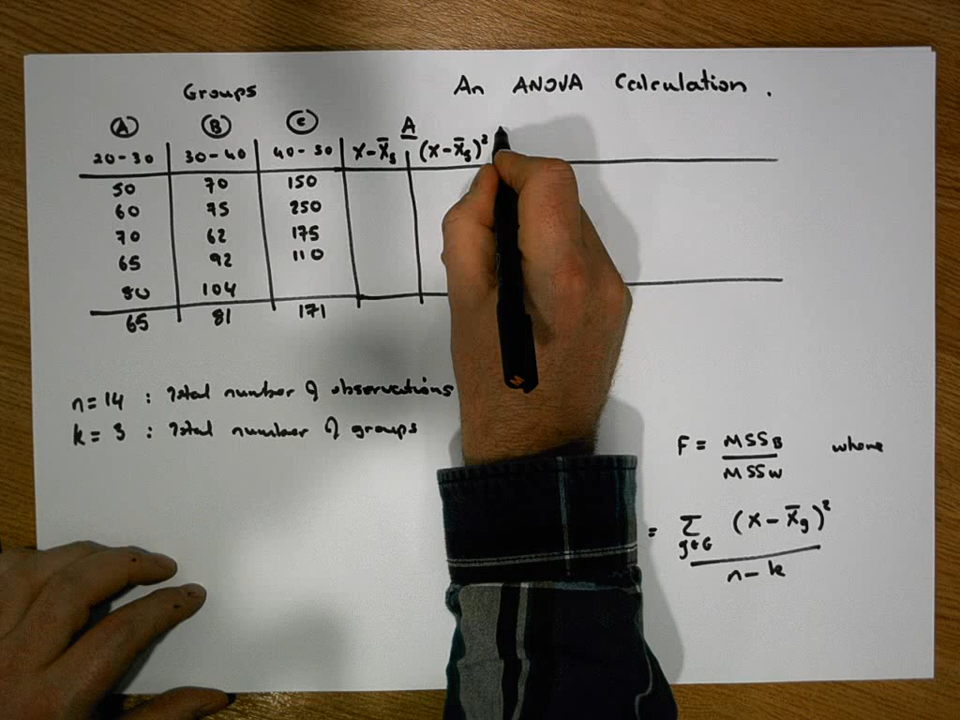 Groups An ANOVA Calculation.
A B C A
20-30 30-40 40-50 x-x̄g (x-x̄g)²
50 70 150
60 75 250
70 62 175
65 92 110
80 104
65 81 171
n=14 : Total number of observations
k=3 : Total number of groups
F = MSSB where
MSSW
= Σ (x-x̄g)²
g∈G
n-k